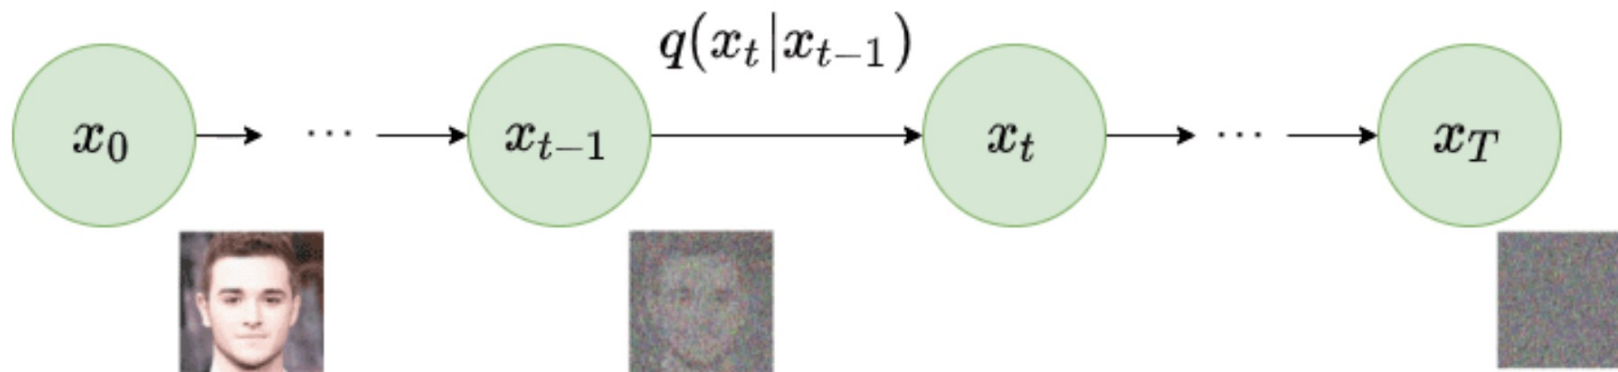 q(x_t|x_{t-1})
x_0 ··· x_{t-1} x_t ··· x_T